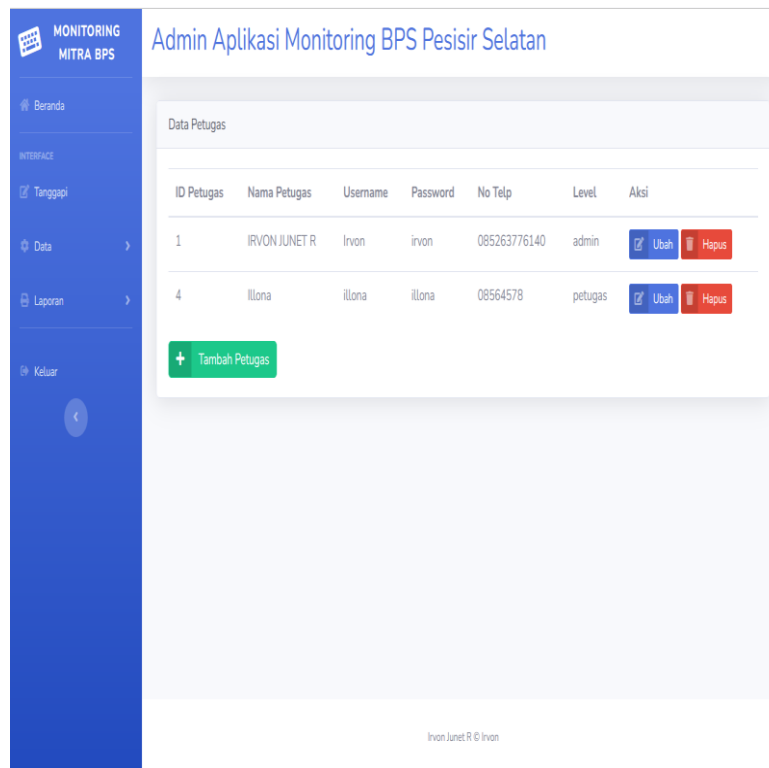 MONITORING
MITRA BPS
Admin Aplikasi Monitoring BPS Pesisir Selatan
Beranda
INTERFACE
Tanggapi
Data
Laporan
Keluar
Data Petugas
ID Petugas Nama Petugas Username Password No Telp Level Aksi
1 IRVON JUNET R Irvon irvon 085263776140 admin Ubah Hapus
4 Illona illona illona 08564578 petugas Ubah Hapus
Tambah Petugas
Irvon Junet R © Irvon